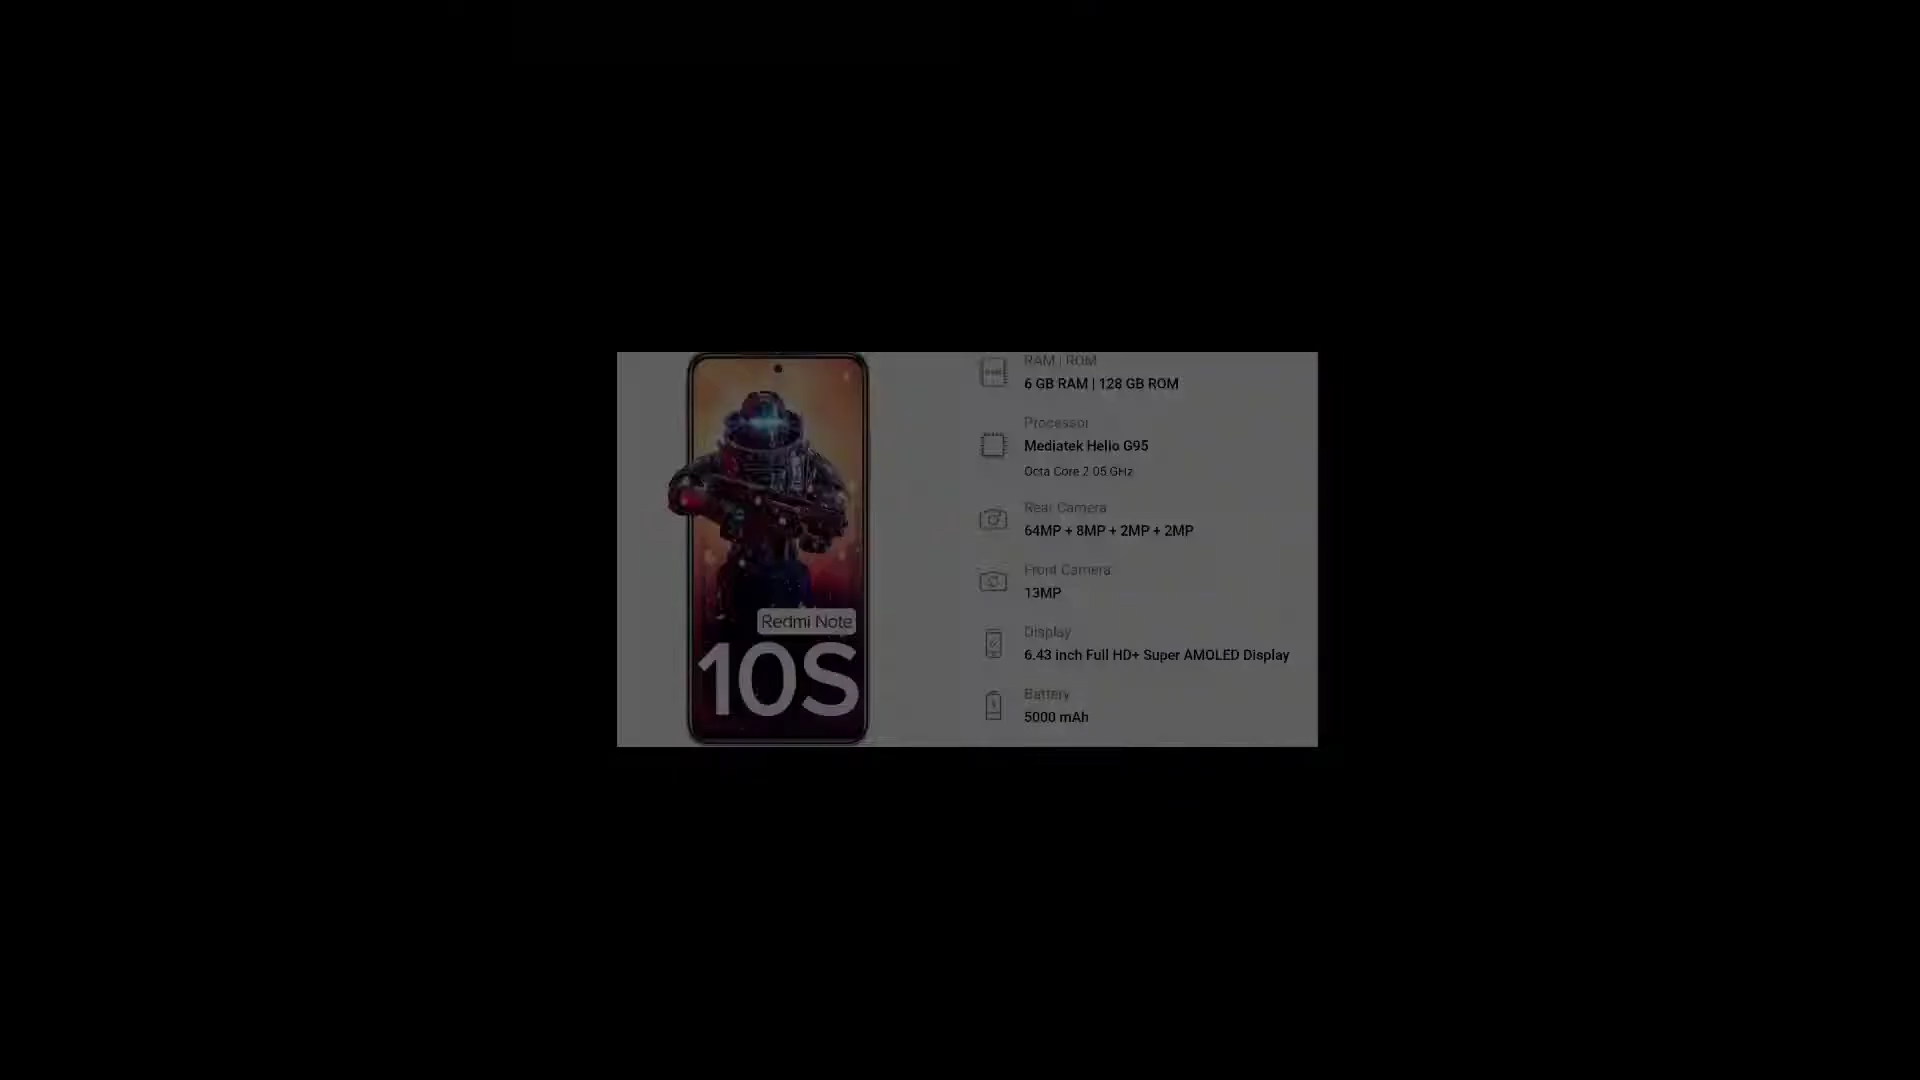 Redmi Note
10S
RAM | ROM
6 GB RAM | 128 GB ROM
Processor
Mediatek Helio G95
Octa Core 2.05 GHz
Rear Camera
64MP + 8MP + 2MP + 2MP
Front Camera
13MP
Display
6.43 inch Full HD+ Super AMOLED Display
Battery
5000 mAh